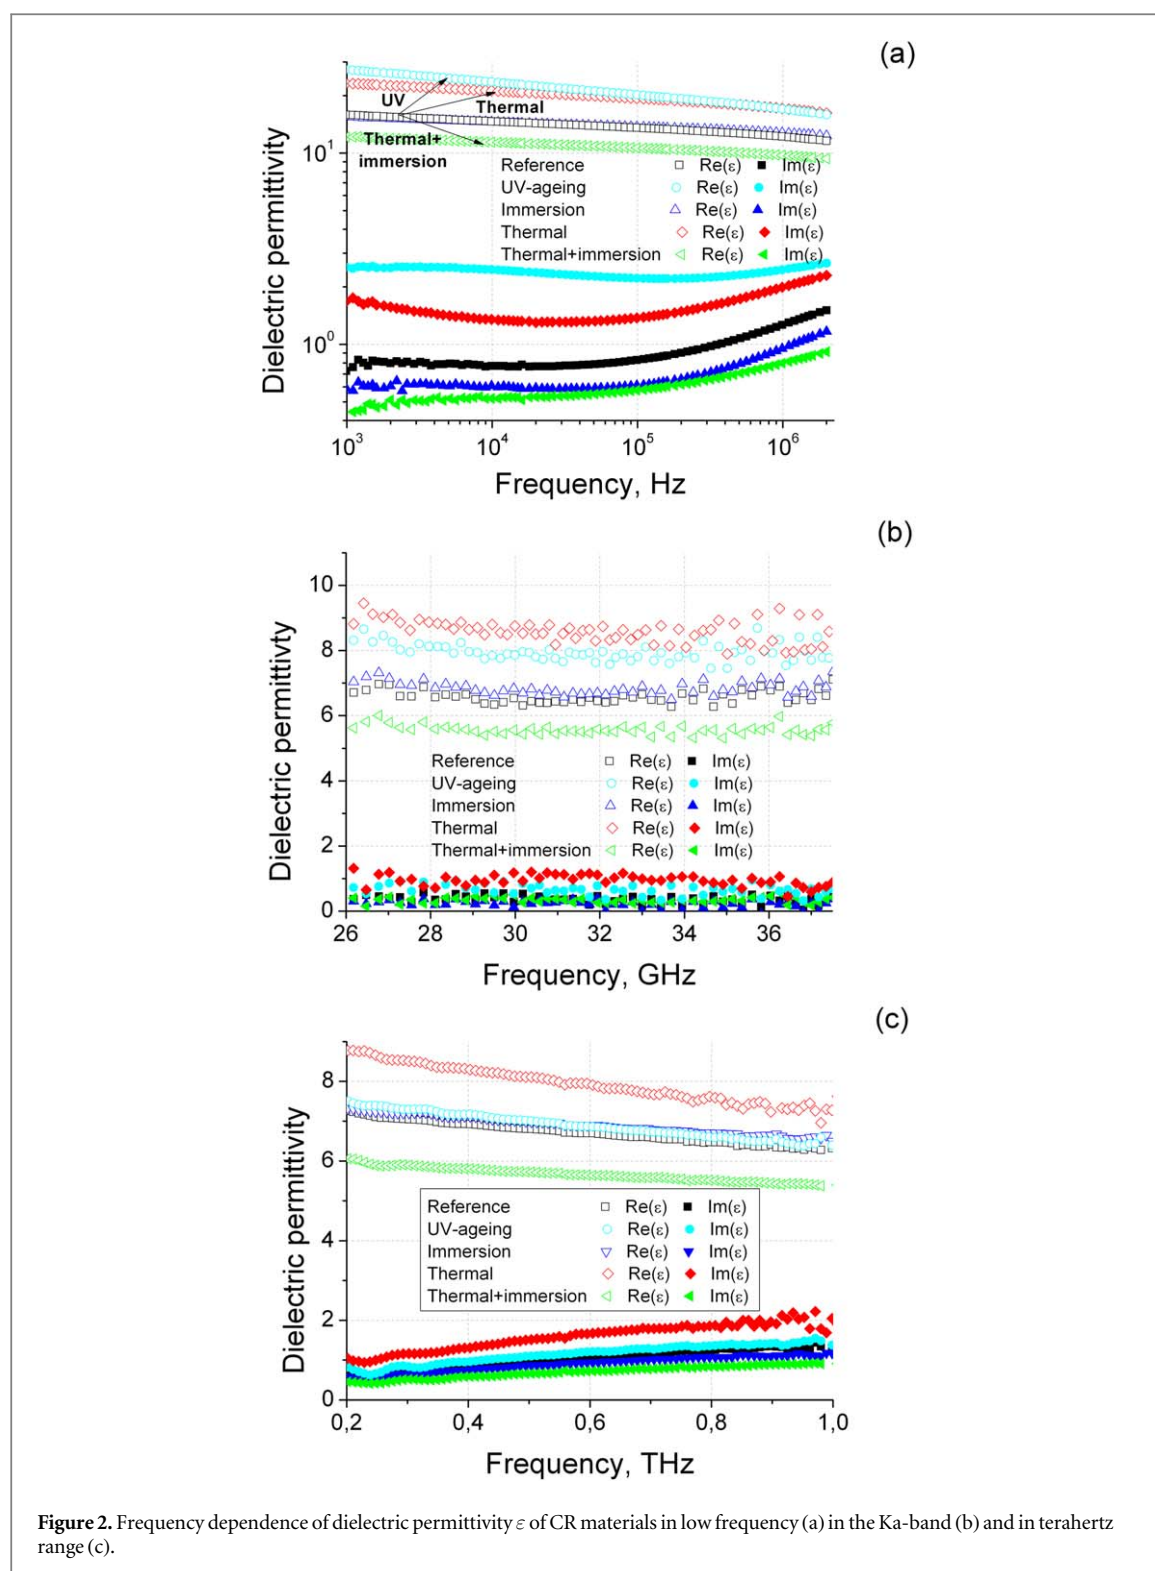 (a)
Dielectric permittivity
10¹
10⁰
UV
Thermal
Thermal+
immersion
Reference Re(ε) Im(ε)
UV-ageing Re(ε) Im(ε)
Immersion Re(ε) Im(ε)
Thermal Re(ε) Im(ε)
Thermal+immersion Re(ε) Im(ε)
10³ 10⁴ 10⁵ 10⁶
Frequency, Hz
(b)
Dielectric permittivty
10
8
6
4
2
0
Reference Re(ε) Im(ε)
UV-ageing Re(ε) Im(ε)
Immersion Re(ε) Im(ε)
Thermal Re(ε) Im(ε)
Thermal+immersion Re(ε) Im(ε)
26 28 30 32 34 36
Frequency, GHz
(c)
Dielectric permittivity
8
6
4
2
0
Reference Re(ε) Im(ε)
UV-ageing Re(ε) Im(ε)
Immersion Re(ε) Im(ε)
Thermal Re(ε) Im(ε)
Thermal+immersion Re(ε) Im(ε)
0,2 0,4 0,6 0,8 1,0
Frequency, THz
Figure 2. Frequency dependence of dielectric permittivity ε of CR materials in low frequency (a) in the Ka-band (b) and in terahertz
range (c).